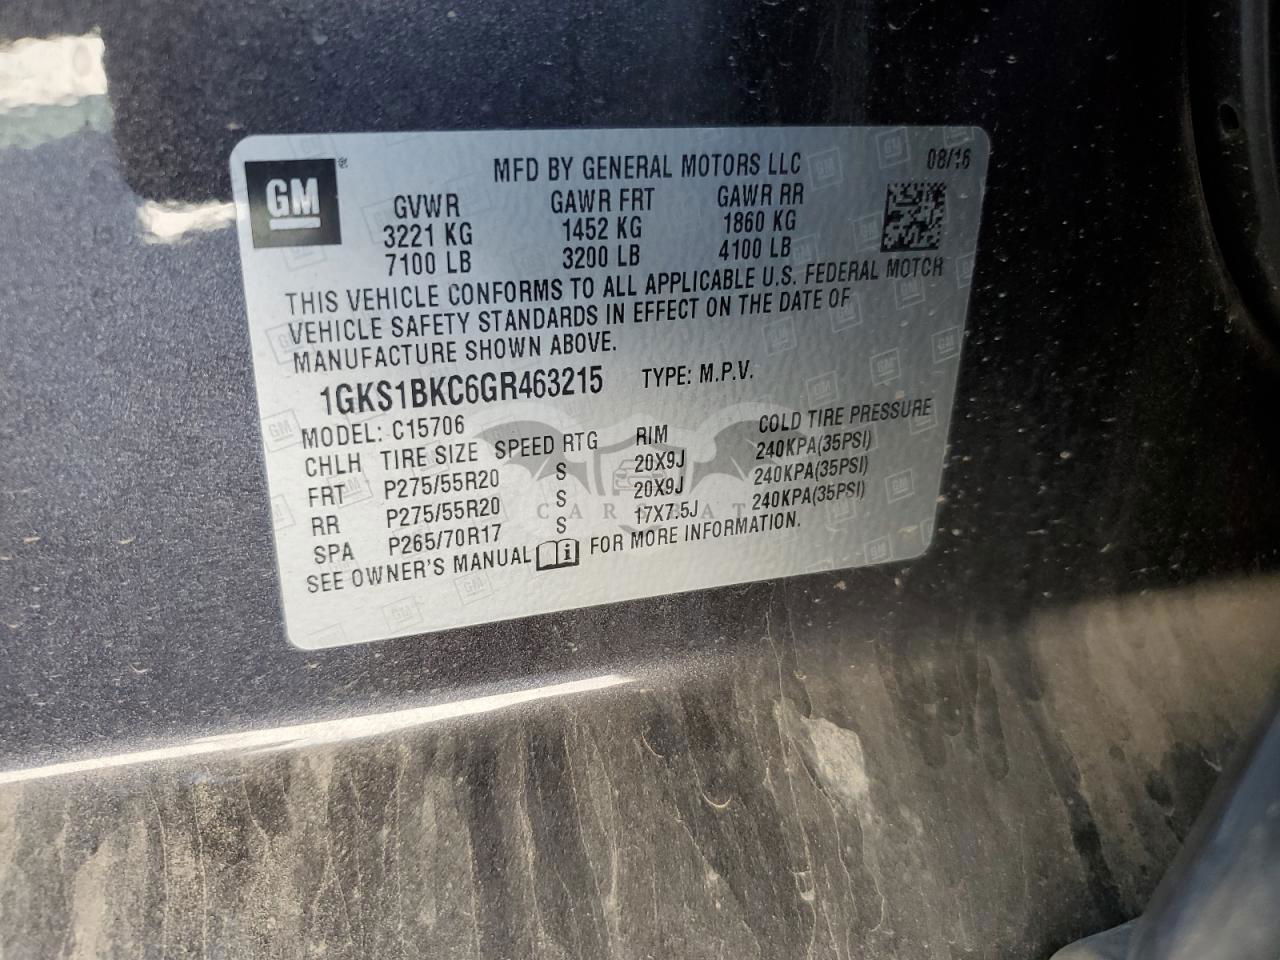 GM ®
MFD BY GENERAL MOTORS LLC 08/16
GVWR GAWR FRT GAWR RR
3221 KG 1452 KG 1860 KG
7100 LB 3200 LB 4100 LB
THIS VEHICLE CONFORMS TO ALL APPLICABLE U.S. FEDERAL MOTOR
VEHICLE SAFETY STANDARDS IN EFFECT ON THE DATE OF
MANUFACTURE SHOWN ABOVE.
1GKS1BKC6GR463215 TYPE: M.P.V.
MODEL: C15706
CHLH TIRE SIZE SPEED RTG RIM COLD TIRE PRESSURE
FRT P275/55R20 S 20X9J 240KPA(35PSI)
RR P275/55R20 S 20X9J 240KPA(35PSI)
SPA P265/70R17 S 17X7.5J 240KPA(35PSI)
SEE OWNER'S MANUAL i FOR MORE INFORMATION.